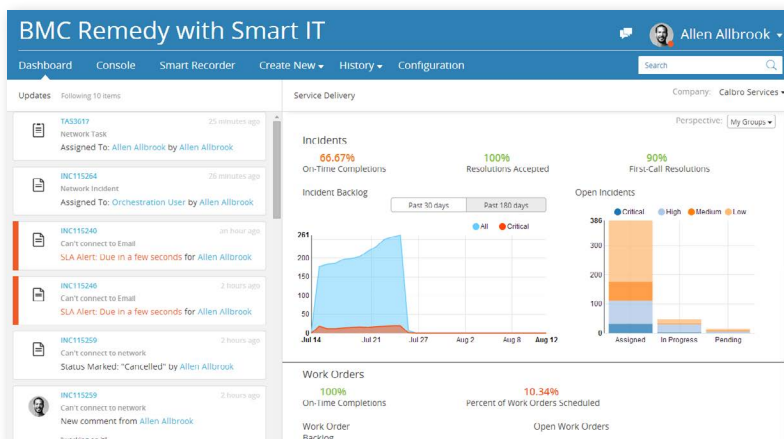 BMC Remedy with Smart IT
Allen Allbrook
Dashboard Console Smart Recorder Create New History Configuration Search
Updates Following 10 items
TAS3617 25 minutes ago
Network Task
Assigned To: Allen Allbrook by Allen Allbrook
INC115264 26 minutes ago
Network Incident
Assigned To: Orchestration User by Allen Allbrook
INC115240 an hour ago
Can't connect to Email
SLA Alert: Due in a few seconds for Allen Allbrook
INC115246 2 hours ago
Can't connect to Email
SLA Alert: Due in a few seconds for Allen Allbrook
INC115259 2 hours ago
Can't connect to network
Status Marked: "Cancelled" by Allen Allbrook
INC115259 2 hours ago
Can't connect to network
New comment from Allen Allbrook
Service Delivery Company: Calbro Services
Perspective: My Groups
Incidents
66.67% 100% 90%
On-Time Completions Resolutions Accepted First-Call Resolutions
Incident Backlog
Past 30 days Past 180 days
All Critical
261
200
150
100
50
.0
Jul 14 Jul 21 Jul 27 Aug 2 Aug 8 Aug 12
Open Incidents
Critical High Medium Low
386
300
200
100
0
Assigned In Progress Pending
Work Orders
100% 10.34%
On-Time Completions Percent of Work Orders Scheduled
Work Order Open Work Orders
Backlog